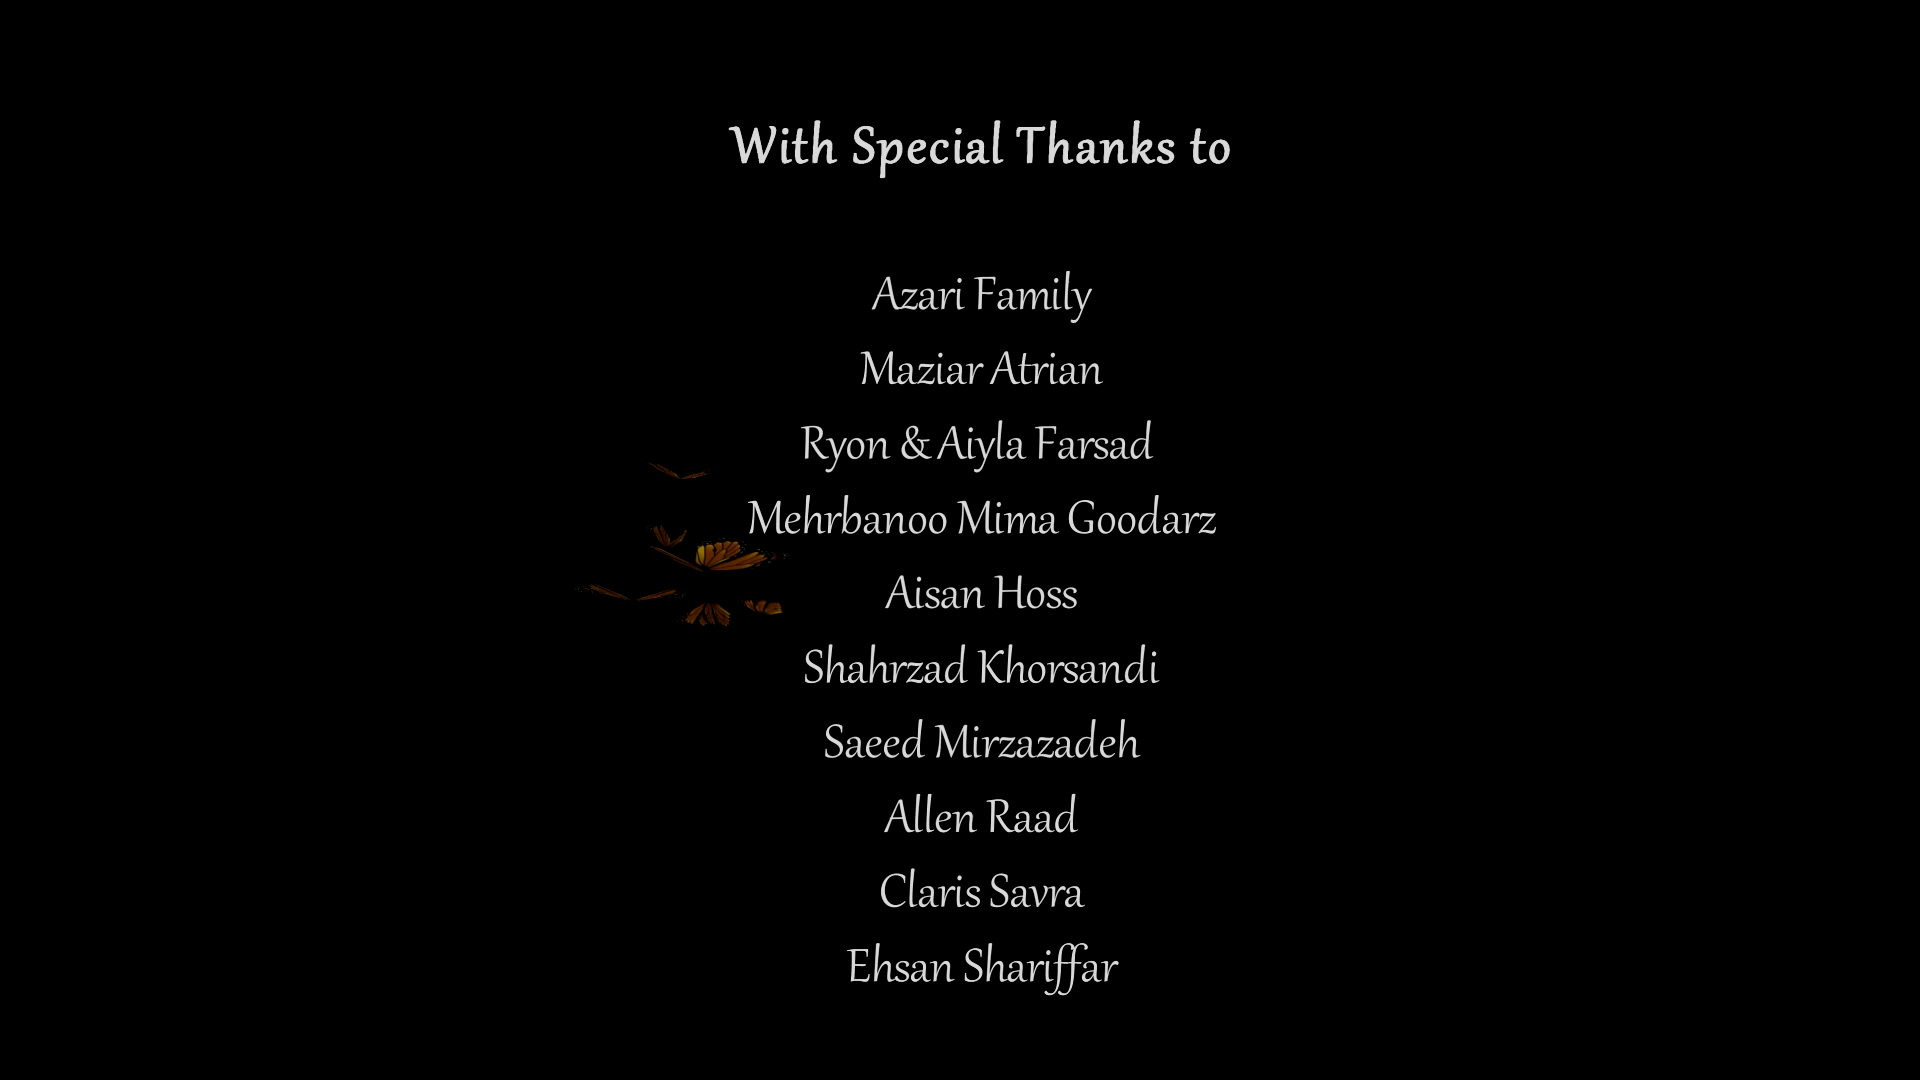 With Special Thanks to
Azari Family
Maziar Atrian
Ryon & Aiyla Farsad
Mehrbanoo Mima Goodarz
Aisan Hoss
Shahrzad Khorsandi
Saeed Mirzazadeh
Allen Raad
Claris Savra
Ehsan Shariffar